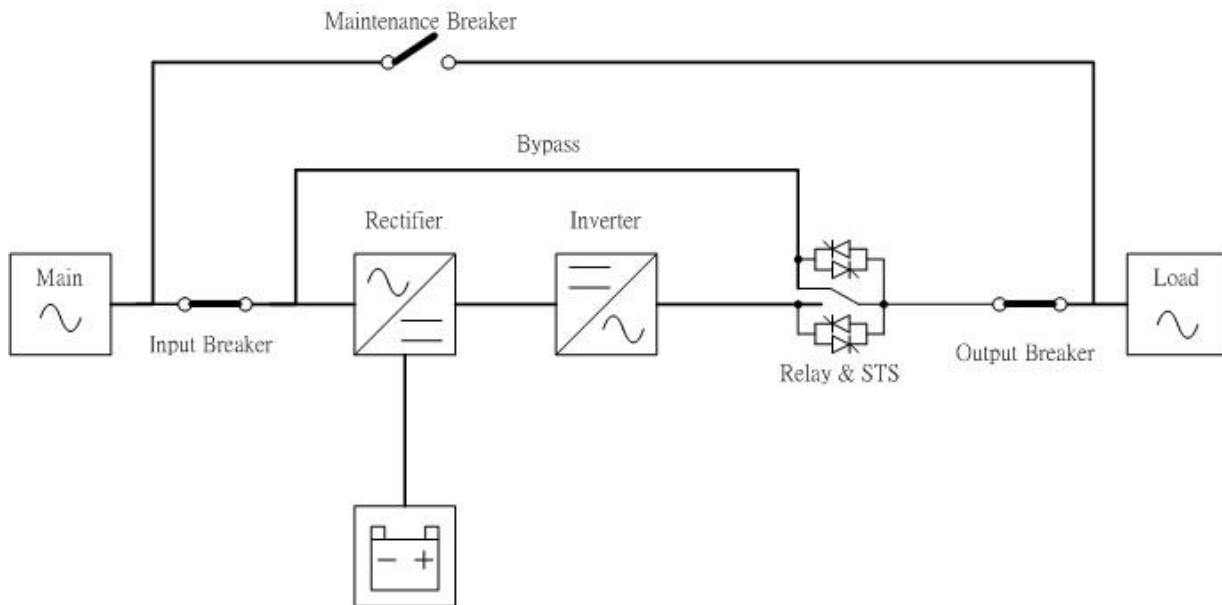 Maintenance Breaker
Bypass
Rectifier
Inverter
Main
Load
Input Breaker
Relay & STS
Output Breaker
− +